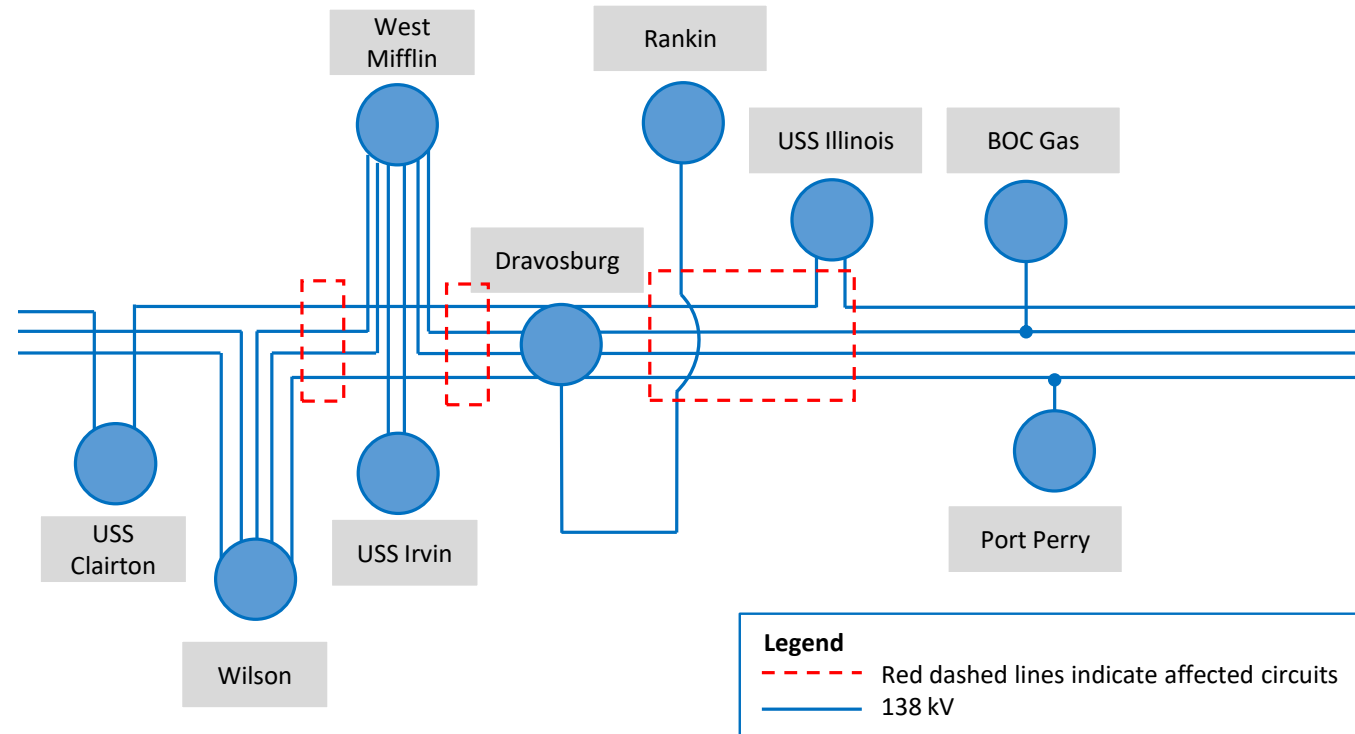 West
Mifflin
Rankin
USS Illinois
BOC Gas
Dravosburg
USS
Clairton
USS Irvin
Port Perry
Wilson
Legend
Red dashed lines indicate affected circuits
138 kV